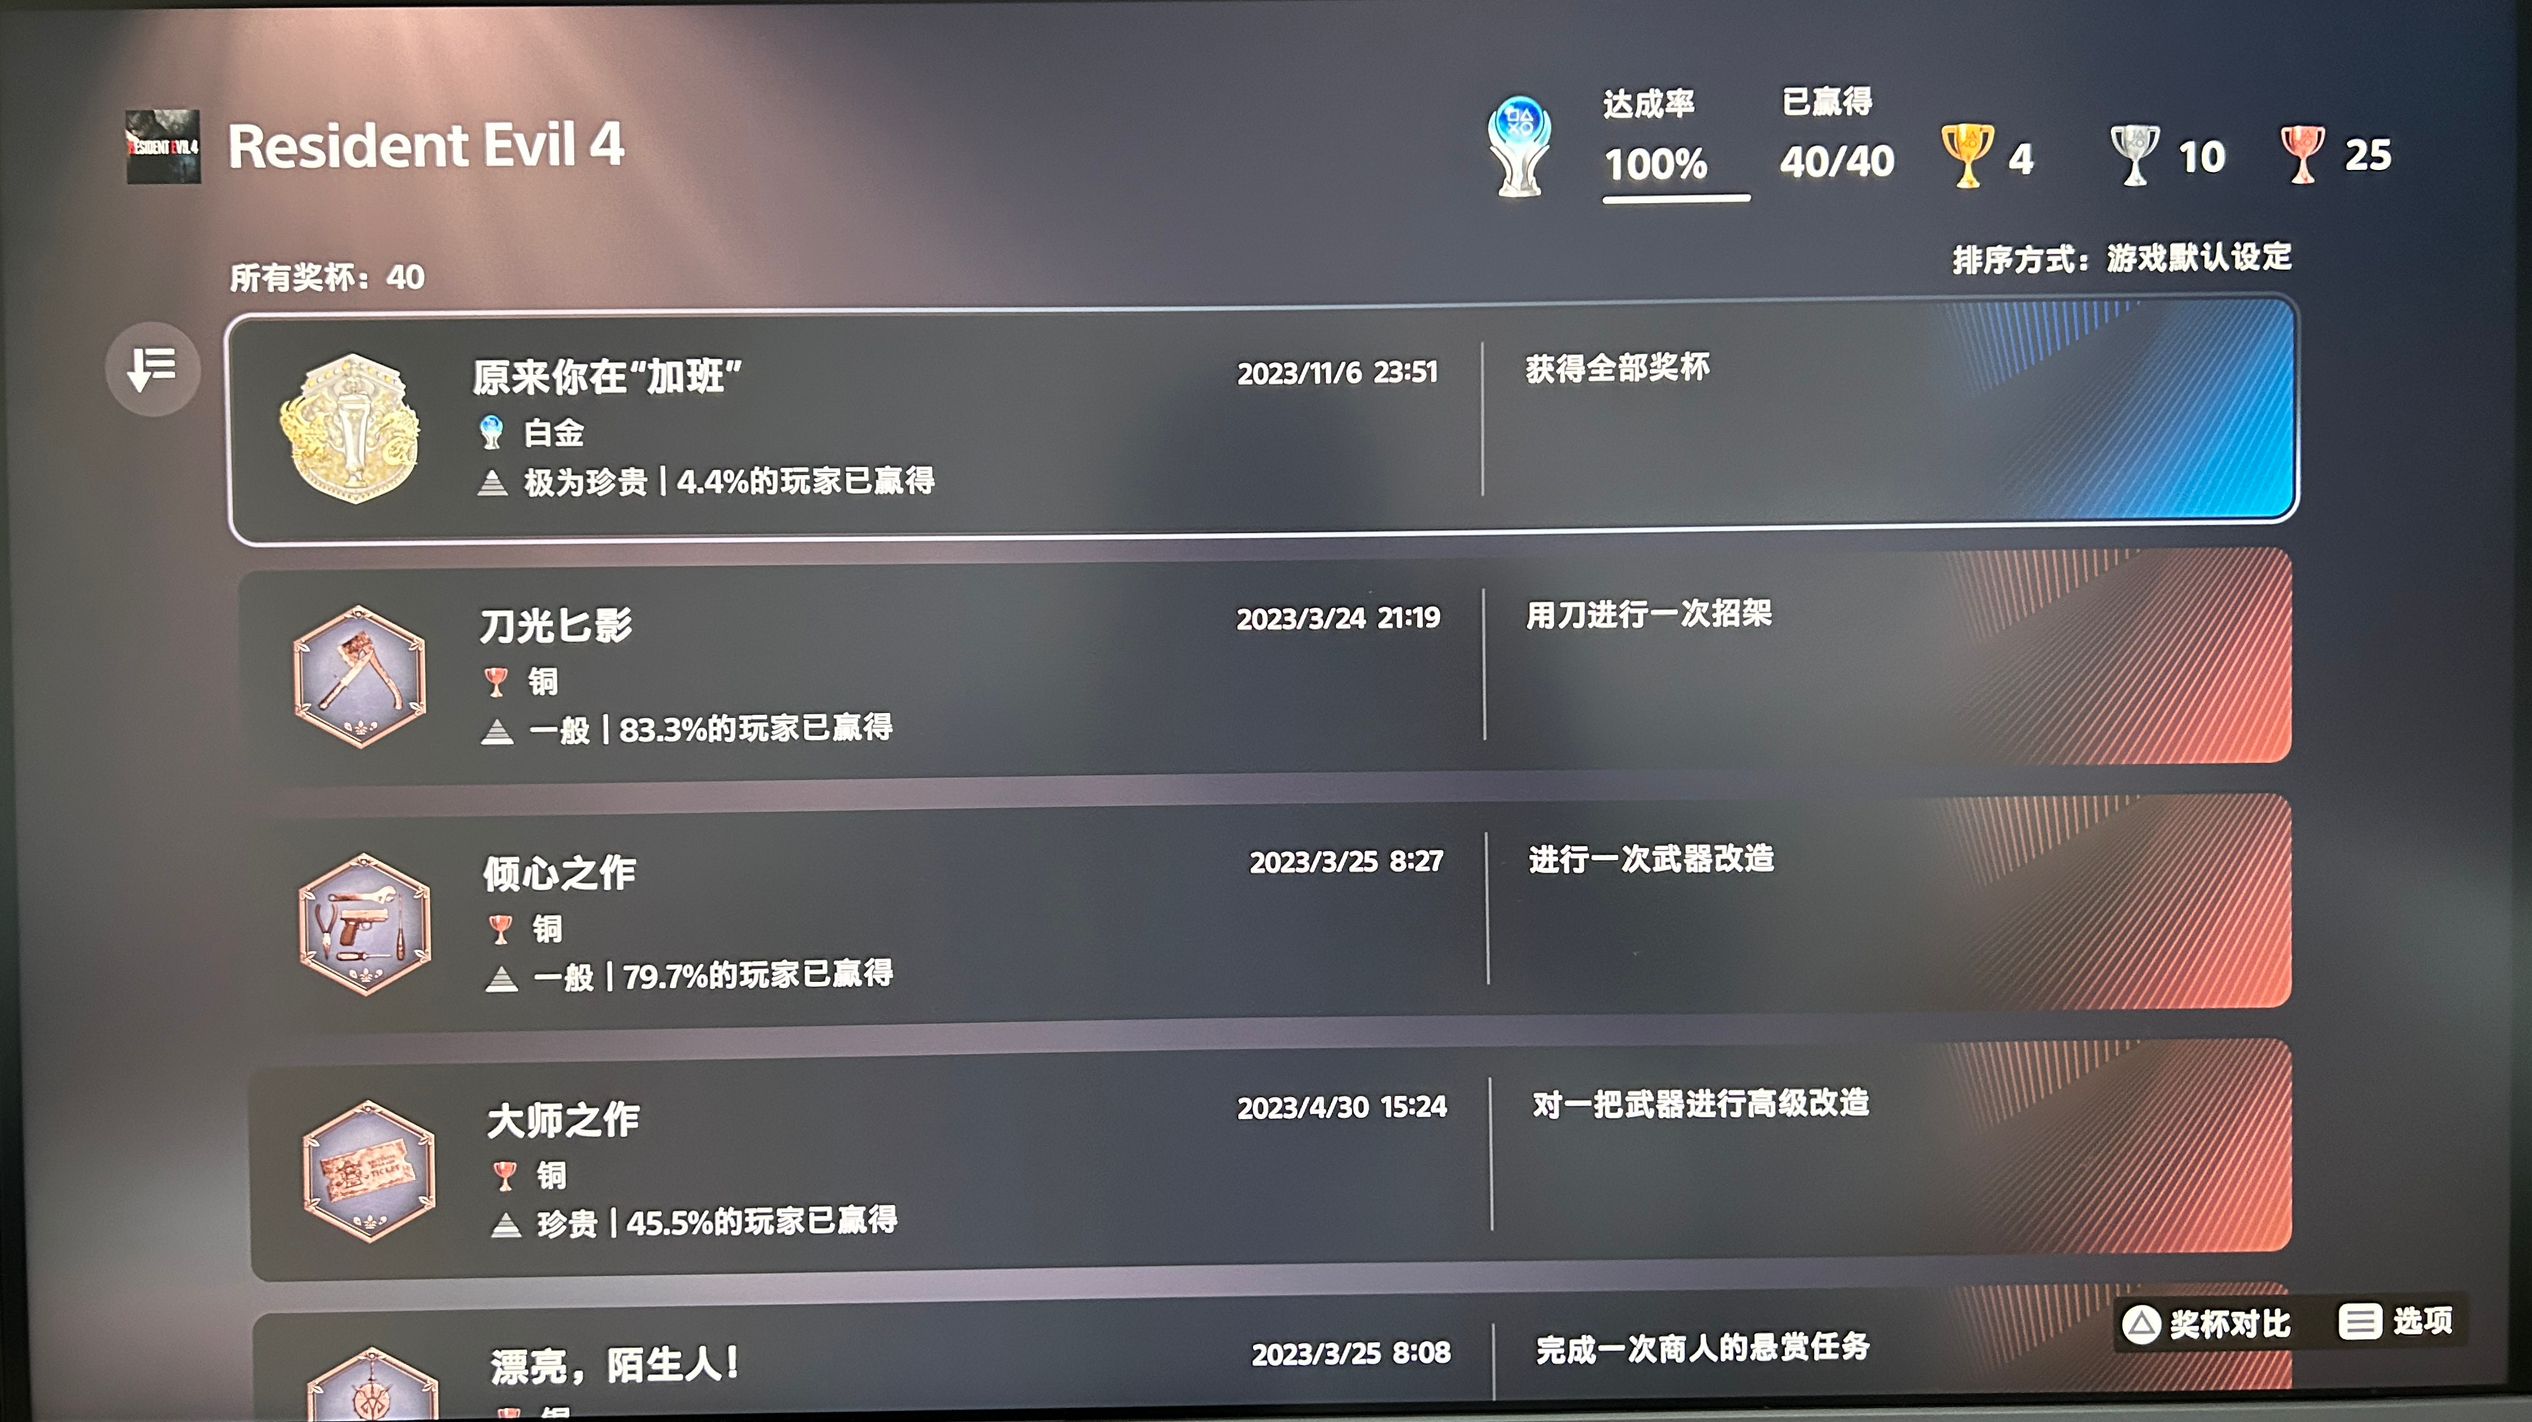 RESIDENT EVIL 4
Resident Evil 4
达成率
100%
已赢得
40/40
4
10
25
所有奖杯：40
排序方式：游戏默认设定
原来你在“加班”
2023/11/6 23:51
获得全部奖杯
白金
极为珍贵 | 4.4%的玩家已赢得
刀光匕影
2023/3/24 21:19
用刀进行一次招架
铜
一般 | 83.3%的玩家已赢得
倾心之作
2023/3/25 8:27
进行一次武器改造
铜
一般 | 79.7%的玩家已赢得
大师之作
2023/4/30 15:24
对一把武器进行高级改造
TICKET
铜
珍贵 | 45.5%的玩家已赢得
漂亮，陌生人！
2023/3/25 8:08
完成一次商人的悬赏任务
奖杯对比
选项